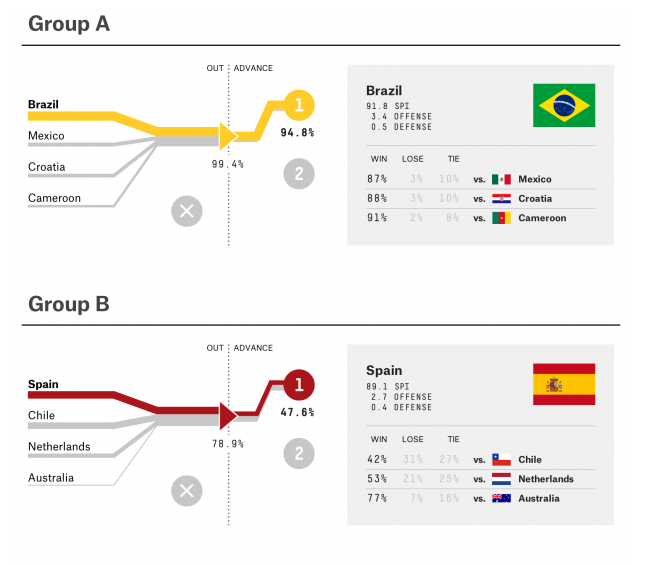 Group A
OUT ADVANCE
Brazil
Mexico
Croatia
Cameroon
1
94.8%
99.4%
2
Brazil
91.8 SPI
3.4 OFFENSE
0.5 DEFENSE
WIN LOSE TIE
87% 3% 10% vs. Mexico
88% 3% 10% vs. Croatia
91% 2% 8% vs. Cameroon
Group B
OUT ADVANCE
Spain
Chile
Netherlands
Australia
1
47.6%
78.9%
2
Spain
89.1 SPI
2.7 OFFENSE
0.4 DEFENSE
WIN LOSE TIE
42% 31% 27% vs. Chile
53% 21% 25% vs. Netherlands
77% 7% 16% vs. Australia